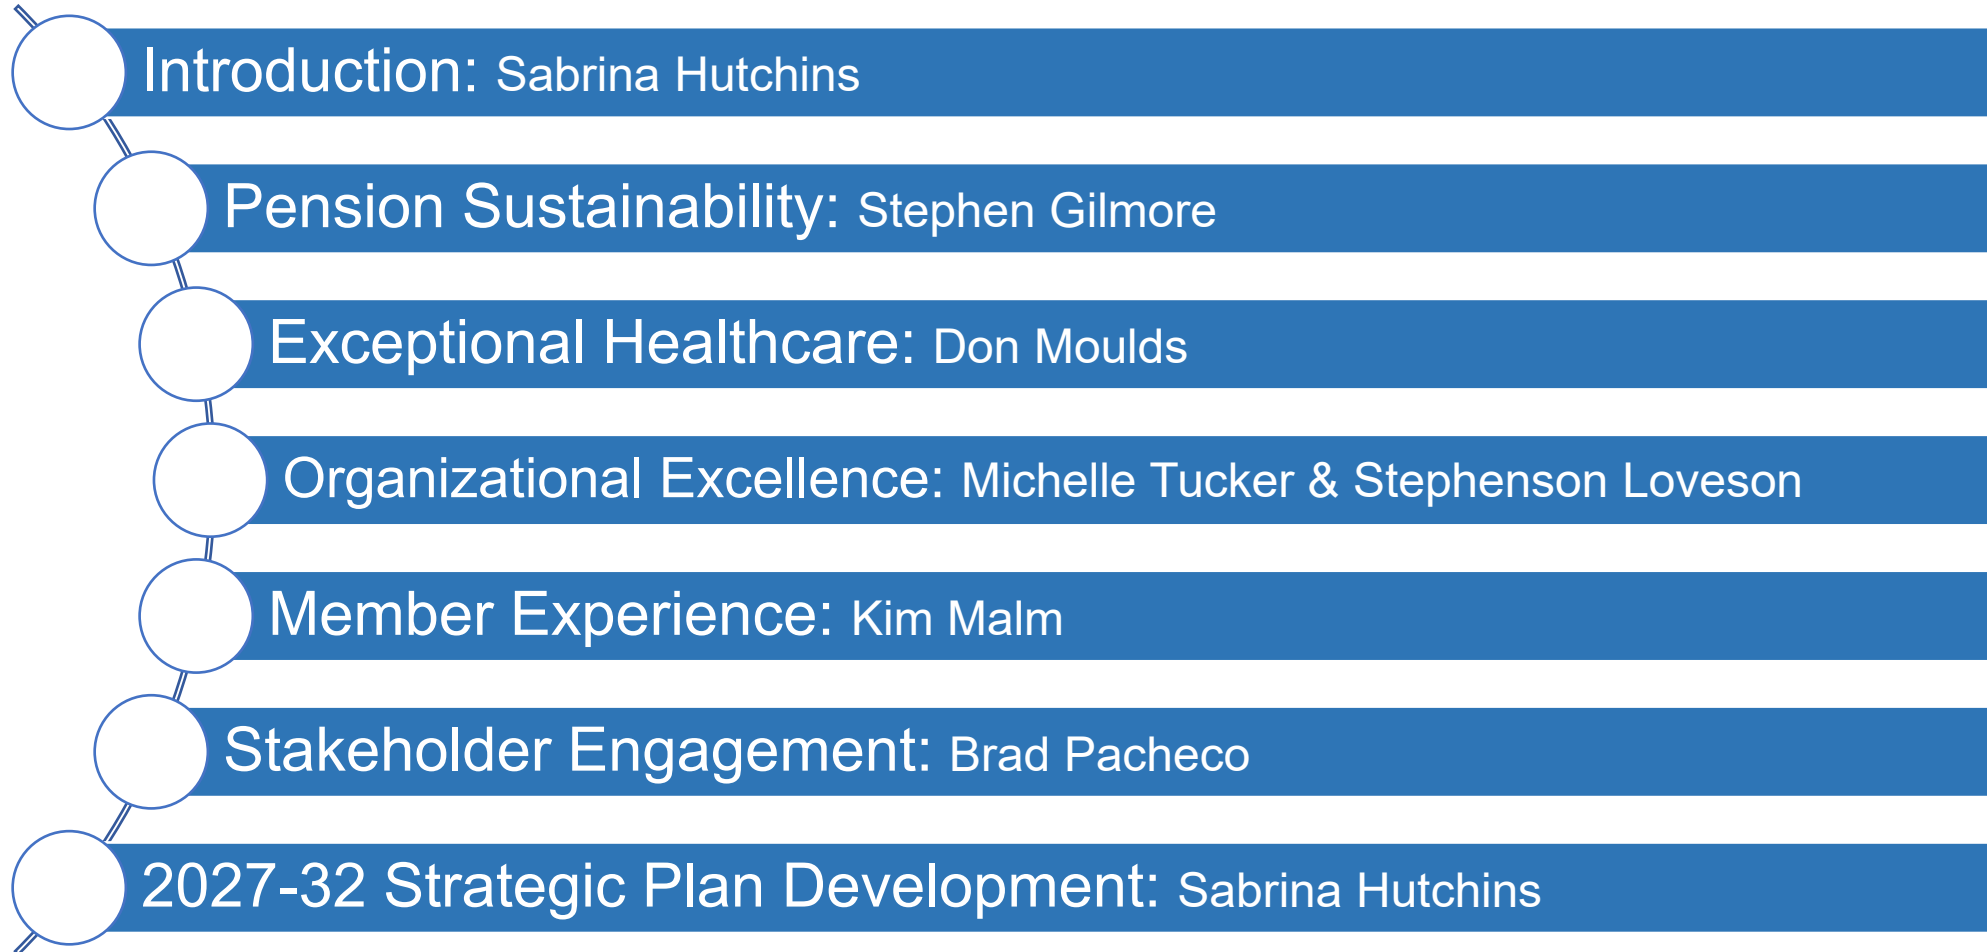 Introduction: Sabrina Hutchins
Pension Sustainability: Stephen Gilmore
Exceptional Healthcare: Don Moulds
Organizational Excellence: Michelle Tucker & Stephenson Loveson
Member Experience: Kim Malm
Stakeholder Engagement: Brad Pacheco
2027-32 Strategic Plan Development: Sabrina Hutchins